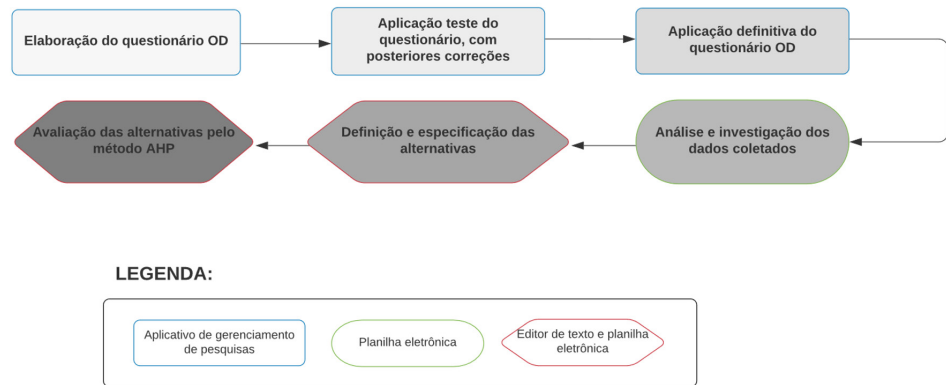 Elaboração do questionário OD
Aplicação teste do
questionário, com
posteriores correções
Aplicação definitiva do
questionário OD
Avaliação das alternativas pelo
método AHP
Definição e especificação das
alternativas
Análise e investigação dos
dados coletados
LEGENDA:
Aplicativo de gerenciamento
de pesquisas
Planilha eletrônica
Editor de texto e planilha
eletrônica